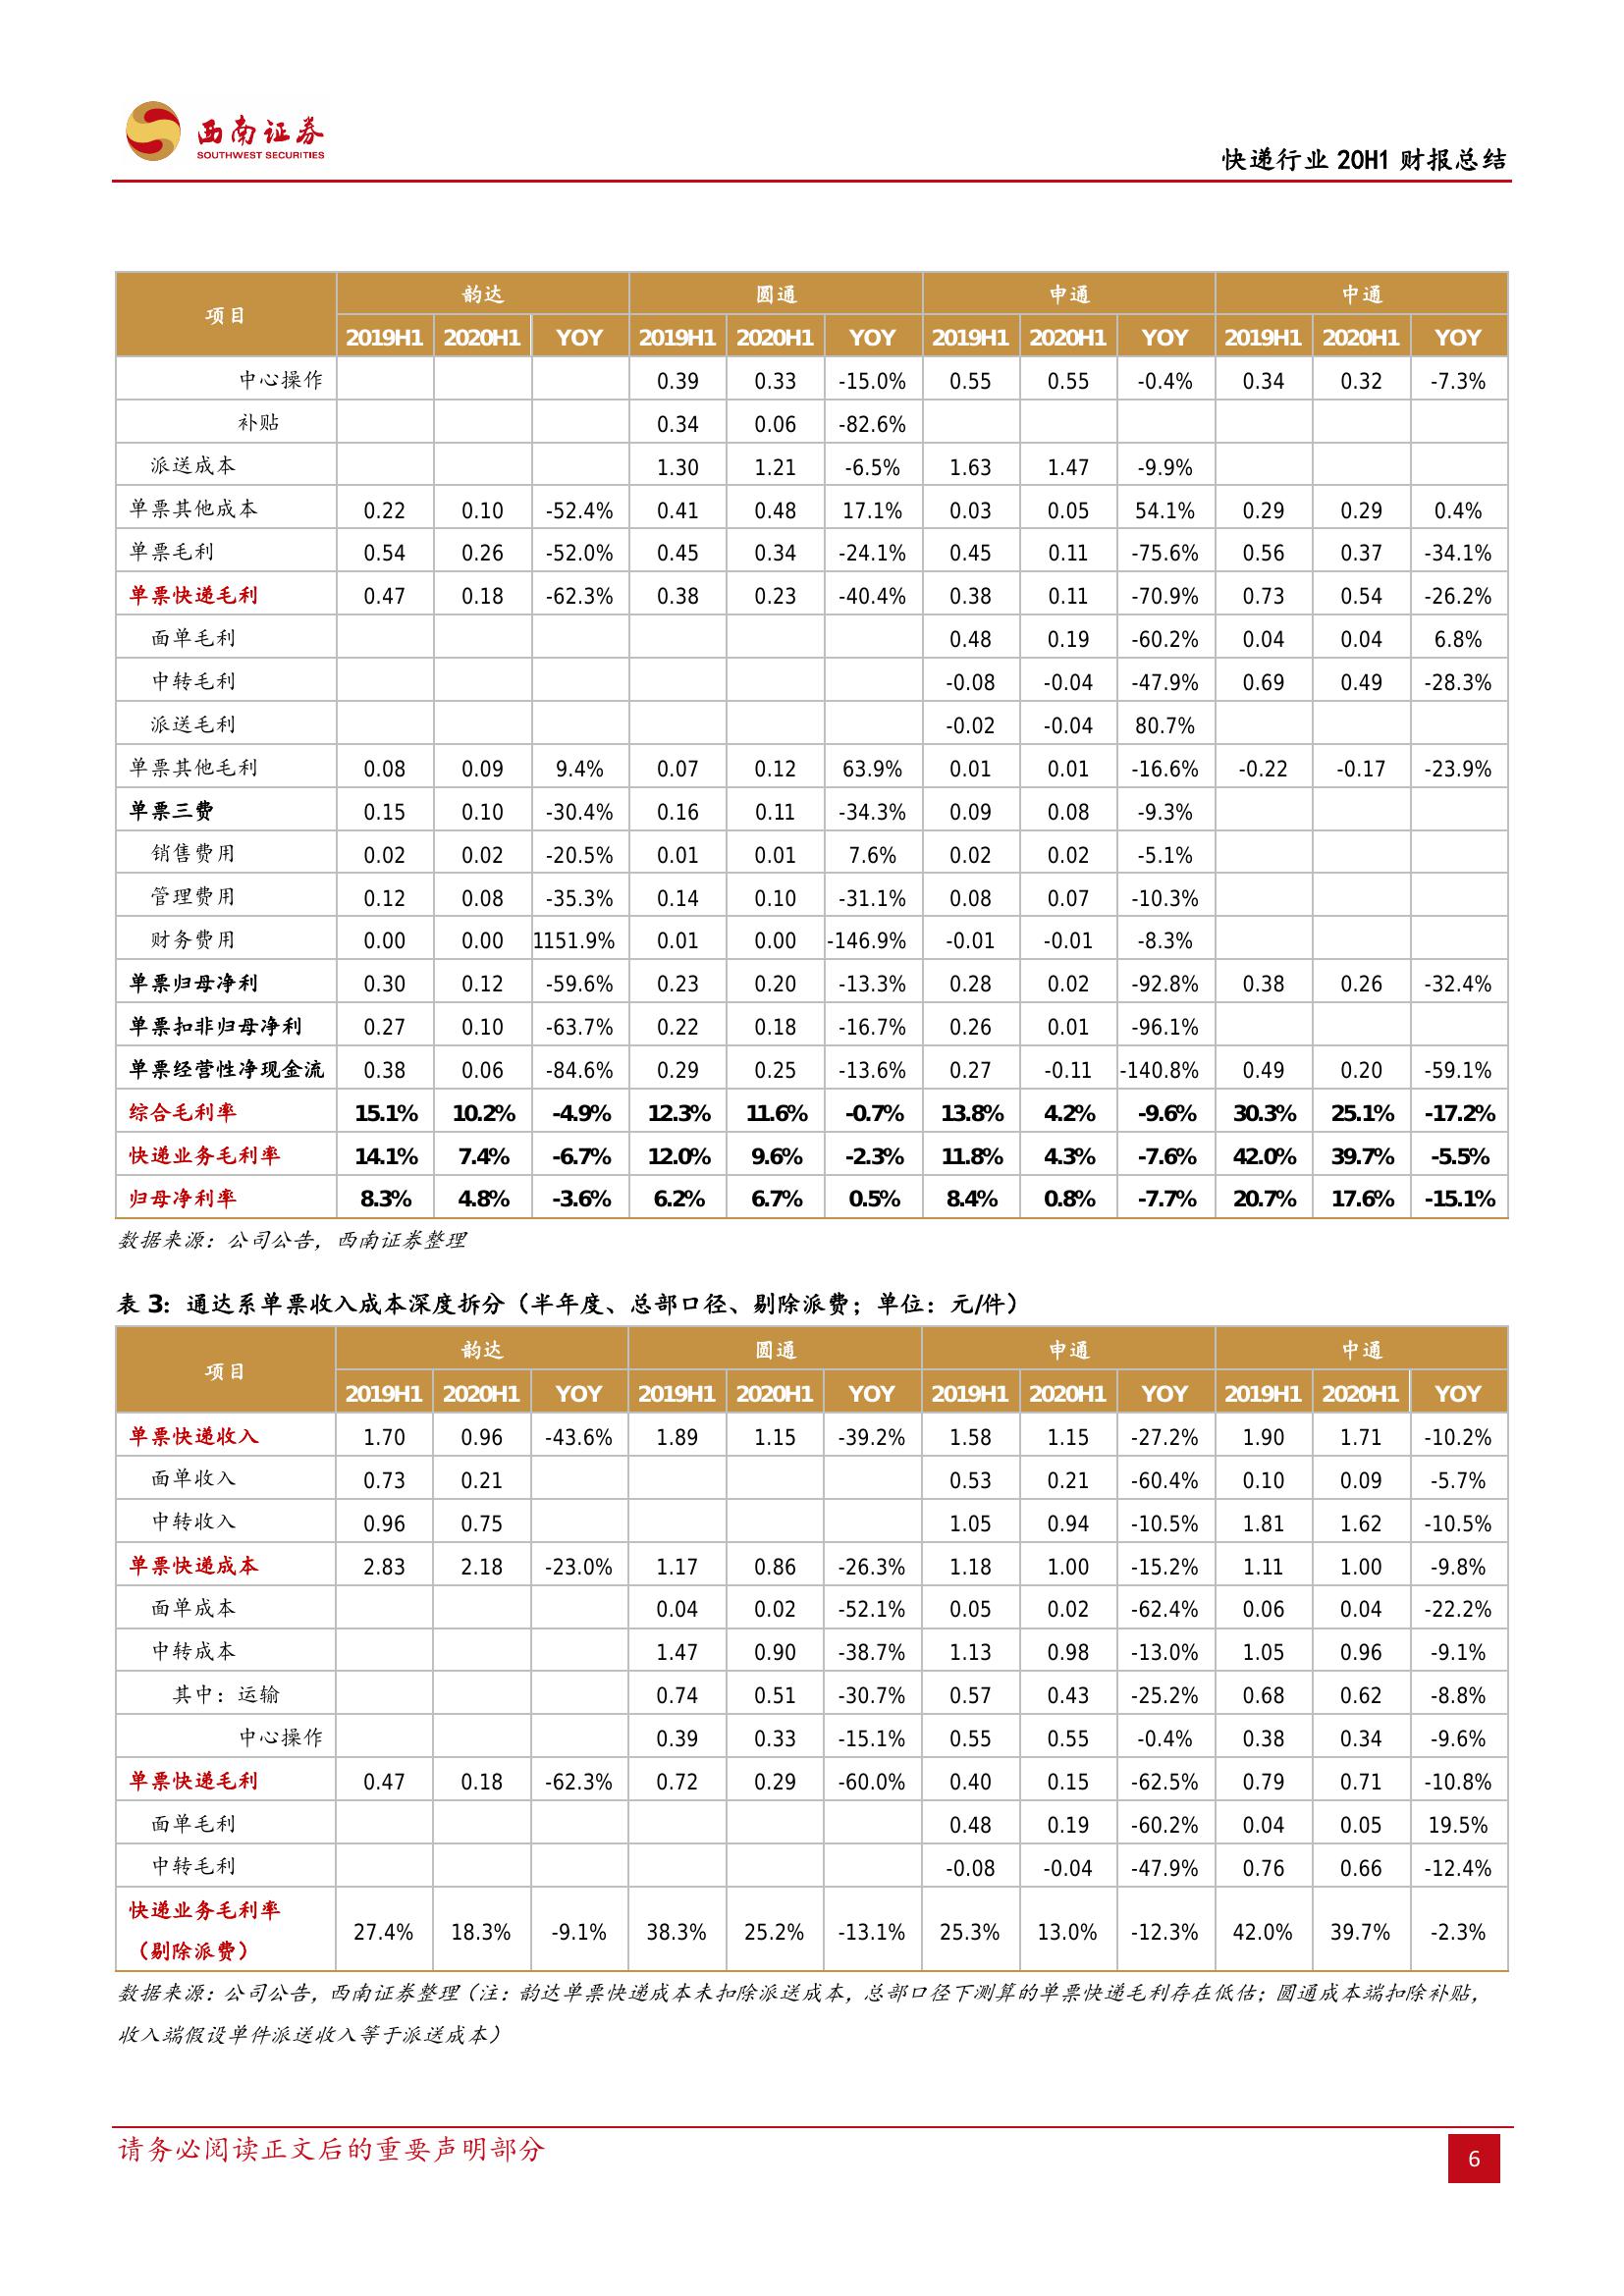 西南证券
SOUTHWEST SECURITIES
快递行业 20H1 财报总结
项目 韵达 圆通 申通 中通
2019H1 2020H1 YOY 2019H1 2020H1 YOY 2019H1 2020H1 YOY 2019H1 2020H1 YOY
中心操作 0.39 0.33 -15.0% 0.55 0.55 -0.4% 0.34 0.32 -7.3%
补贴 0.34 0.06 -82.6%
派送成本 1.30 1.21 -6.5% 1.63 1.47 -9.9%
单票其他成本 0.22 0.10 -52.4% 0.41 0.48 17.1% 0.03 0.05 54.1% 0.29 0.29 0.4%
单票毛利 0.54 0.26 -52.0% 0.45 0.34 -24.1% 0.45 0.11 -75.6% 0.56 0.37 -34.1%
单票快递毛利 0.47 0.18 -62.3% 0.38 0.23 -40.4% 0.38 0.11 -70.9% 0.73 0.54 -26.2%
面单毛利 0.48 0.19 -60.2% 0.04 0.04 6.8%
中转毛利 -0.08 -0.04 -47.9% 0.69 0.49 -28.3%
派送毛利 -0.02 -0.04 80.7%
单票其他毛利 0.08 0.09 9.4% 0.07 0.12 63.9% 0.01 0.01 -16.6% -0.22 -0.17 -23.9%
单票三费 0.15 0.10 -30.4% 0.16 0.11 -34.3% 0.09 0.08 -9.3%
销售费用 0.02 0.02 -20.5% 0.01 0.01 7.6% 0.02 0.02 -5.1%
管理费用 0.12 0.08 -35.3% 0.14 0.10 -31.1% 0.08 0.07 -10.3%
财务费用 0.00 0.00 1151.9% 0.01 0.00 -146.9% -0.01 -0.01 -8.3%
单票归母净利 0.30 0.12 -59.6% 0.23 0.20 -13.3% 0.28 0.02 -92.8% 0.38 0.26 -32.4%
单票扣非归母净利 0.27 0.10 -63.7% 0.22 0.18 -16.7% 0.26 0.01 -96.1%
单票经营性净现金流 0.38 0.06 -84.6% 0.29 0.25 -13.6% 0.27 -0.11 -140.8% 0.49 0.20 -59.1%
综合毛利率 15.1% 10.2% -4.9% 12.3% 11.6% -0.7% 13.8% 4.2% -9.6% 30.3% 25.1% -17.2%
快递业务毛利率 14.1% 7.4% -6.7% 12.0% 9.6% -2.3% 11.8% 4.3% -7.6% 42.0% 39.7% -5.5%
归母净利率 8.3% 4.8% -3.6% 6.2% 6.7% 0.5% 8.4% 0.8% -7.7% 20.7% 17.6% -15.1%
数据来源：公司公告，西南证券整理
表 3：通达系单票收入成本深度拆分（半年度、总部口径、剔除派费；单位：元/件）
项目 韵达 圆通 申通 中通
2019H1 2020H1 YOY 2019H1 2020H1 YOY 2019H1 2020H1 YOY 2019H1 2020H1 YOY
单票快递收入 1.70 0.96 -43.6% 1.89 1.15 -39.2% 1.58 1.15 -27.2% 1.90 1.71 -10.2%
面单收入 0.73 0.21 0.53 0.21 -60.4% 0.10 0.09 -5.7%
中转收入 0.96 0.75 1.05 0.94 -10.5% 1.81 1.62 -10.5%
单票快递成本 2.83 2.18 -23.0% 1.17 0.86 -26.3% 1.18 1.00 -15.2% 1.11 1.00 -9.8%
面单成本 0.04 0.02 -52.1% 0.05 0.02 -62.4% 0.06 0.04 -22.2%
中转成本 1.47 0.90 -38.7% 1.13 0.98 -13.0% 1.05 0.96 -9.1%
其中：运输 0.74 0.51 -30.7% 0.57 0.43 -25.2% 0.68 0.62 -8.8%
中心操作 0.39 0.33 -15.1% 0.55 0.55 -0.4% 0.38 0.34 -9.6%
单票快递毛利 0.47 0.18 -62.3% 0.72 0.29 -60.0% 0.40 0.15 -62.5% 0.79 0.71 -10.8%
面单毛利 0.48 0.19 -60.2% 0.04 0.05 19.5%
中转毛利 -0.08 -0.04 -47.9% 0.76 0.66 -12.4%
快递业务毛利率
（剔除派费） 27.4% 18.3% -9.1% 38.3% 25.2% -13.1% 25.3% 13.0% -12.3% 42.0% 39.7% -2.3%
数据来源：公司公告，西南证券整理（注：韵达单票快递成本未扣除派送成本，总部口径下测算的单票快递毛利存在低估；圆通成本端扣除补贴，
收入端假设单件派送收入等于派送成本）
请务必阅读正文后的重要声明部分
6